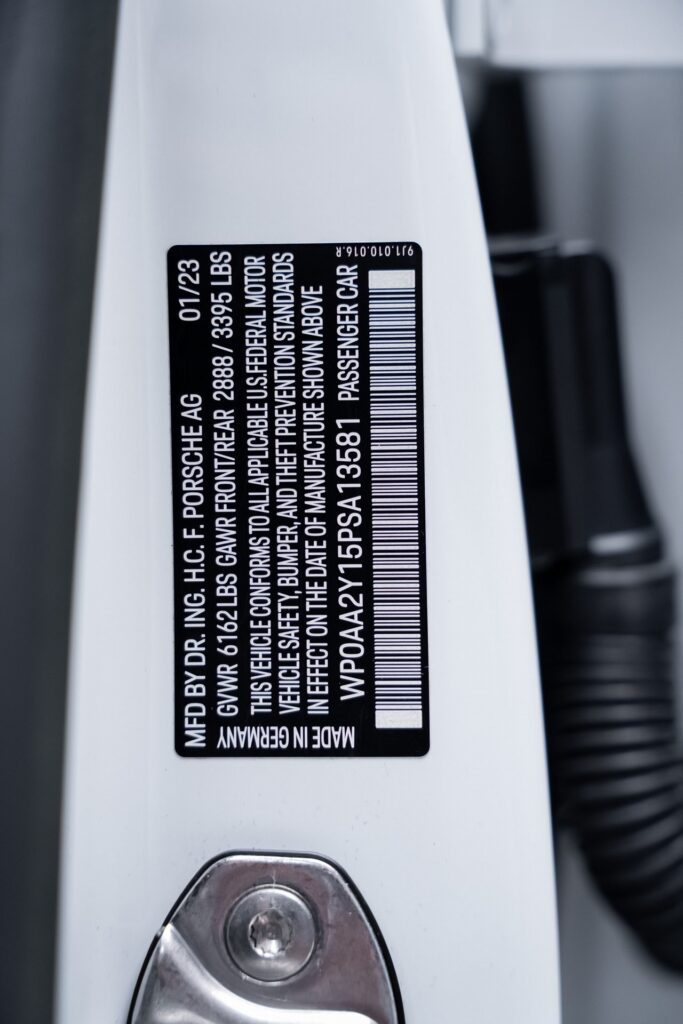 MFD BY DR. ING. H.C. F. PORSCHE AG 01/23
GVWR 6162 LBS GAWR FRONT/REAR 2888 / 3395 LBS
THIS VEHICLE CONFORMS TO ALL APPLICABLE U.S.FEDERAL MOTOR
VEHICLE SAFETY, BUMPER, AND THEFT PREVENTION STANDARDS
IN EFFECT ON THE DATE OF MANUFACTURE SHOWN ABOVE
WP0AA2Y15PSA13581 PASSENGER CAR
MADE IN GERMANY
9J1.010.016.R